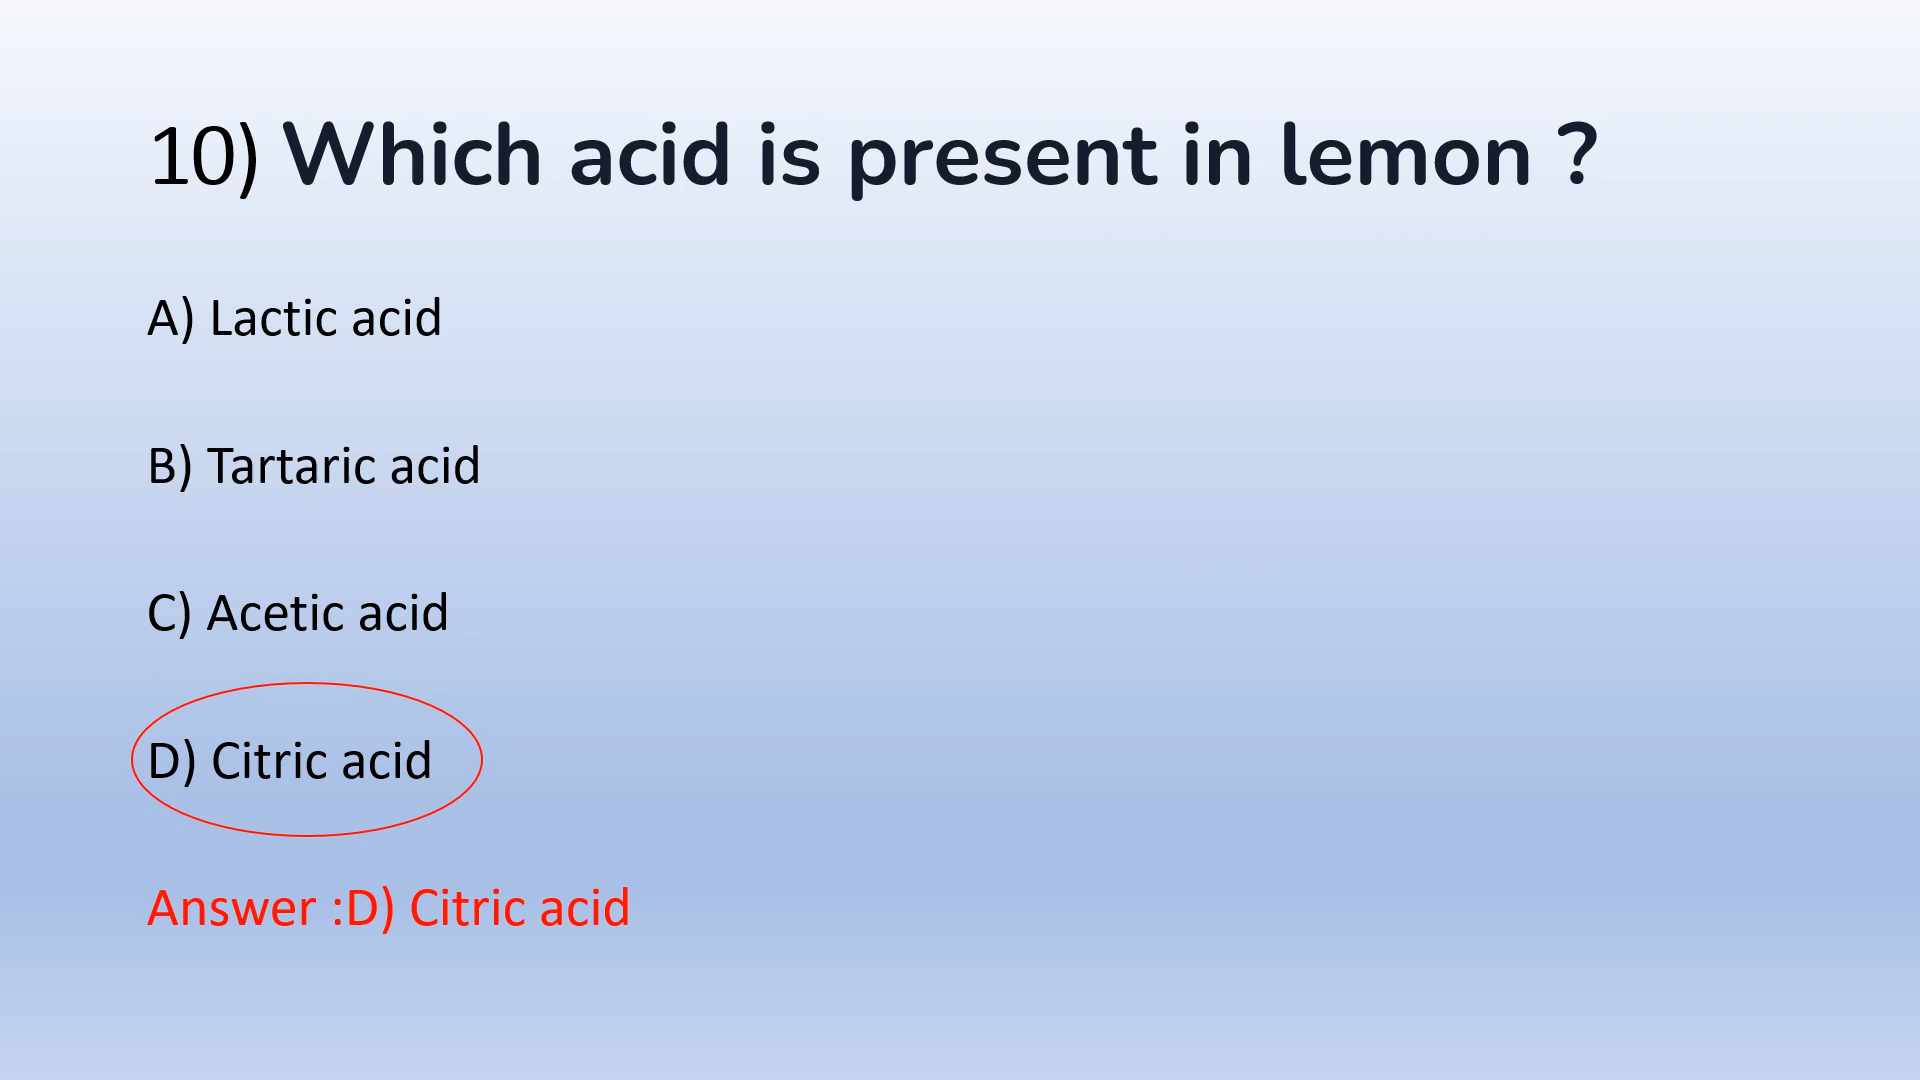 10) Which acid is present in lemon ?
A) Lactic acid
B) Tartaric acid
C) Acetic acid
D) Citric acid
Answer :D) Citric acid